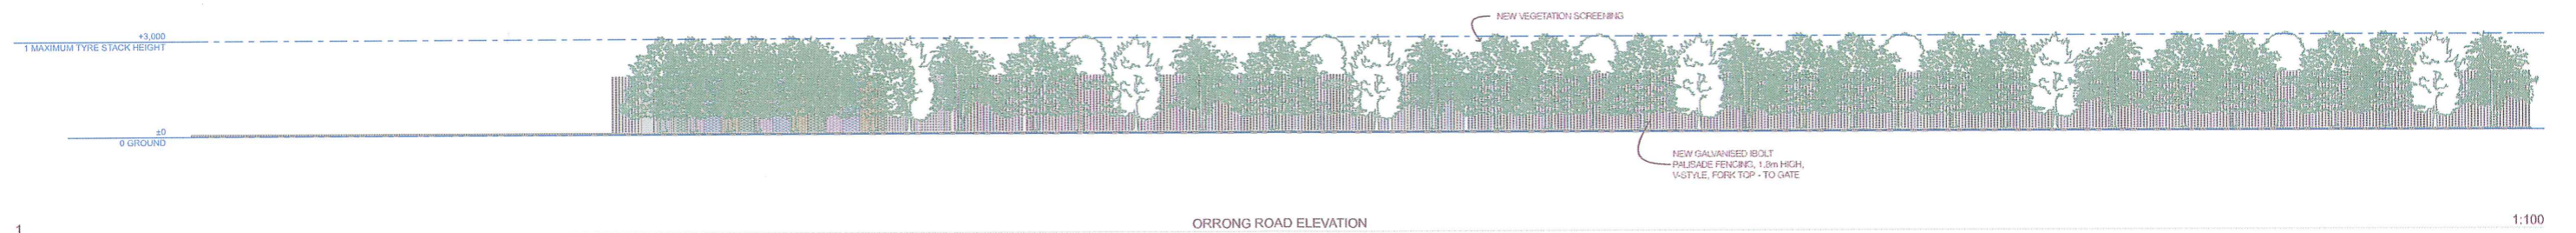 NEW VEGETATION SCREENING
+3,000
1 MAXIMUM TYRE STACK HEIGHT
±0
0 GROUND
NEW GALVANISED IBOLT
PALISADE FENCING, 1.8m HIGH,
V-STYLE, FORK TOP - TO GATE
1
ORRONG ROAD ELEVATION
1:100